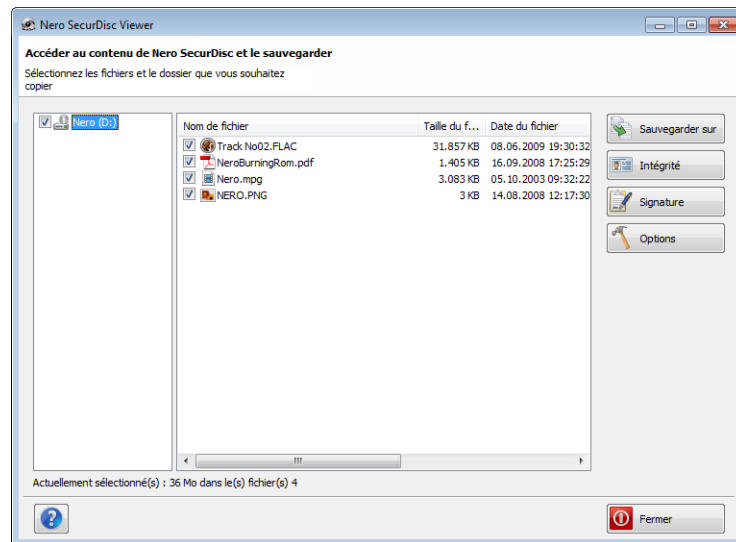 Nero SecurDisc Viewer
Accéder au contenu de Nero SecurDisc et le sauvegarder
Sélectionnez les fichiers et le dossier que vous souhaitez
copier
Nero (D:)
Nom de fichier Taille du f... Date du fichier
Track No02.FLAC 31.857 KB 08.06.2009 19:30:32
NeroBurningRom.pdf 1.405 KB 16.09.2008 17:25:29
Nero.mpg 3.083 KB 05.10.2003 09:32:22
NERO.PNG 3 KB 14.08.2008 12:17:30
Sauvegarder sur
Intégrité
Signature
Options
Actuellement sélectionné(s) : 36 Mo dans le(s) fichier(s) 4
Fermer